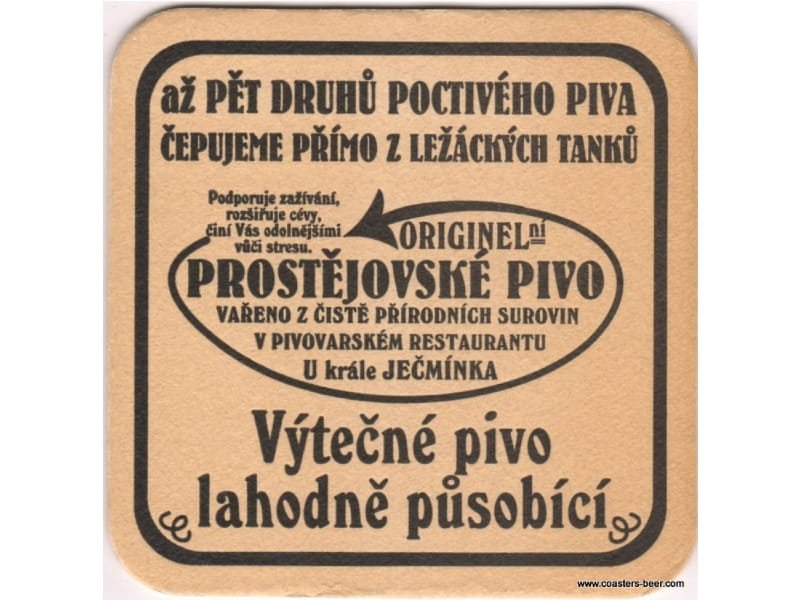 až PĚT DRUHŮ POCTIVÉHO PIVA
ČEPUJEME PŘÍMO Z LEŽÁCKÝCH TANKŮ
Podporuje zažívání,
rozšiřuje cévy,
činí Vás odolnějšími
vůči stresu.
ORIGINELní
PROSTĚJOVSKÉ PIVO
VAŘENO Z ČISTĚ PŘÍRODNÍCH SUROVIN
V PIVOVARSKÉM RESTAURANTU
U krále JEČMÍNKA
Výtečné pivo
lahodně působící
www.coasters-beer.com